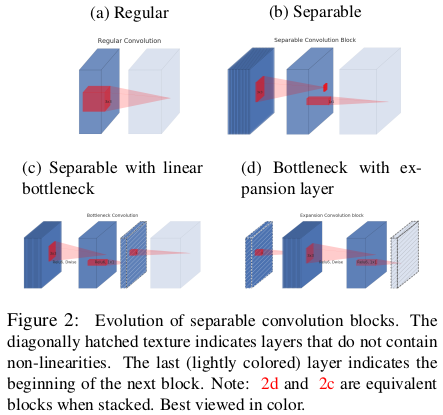 (a) Regular
(b) Separable
Regular Convolution
Separable Convolution Block
(c) Separable with linear
bottleneck
(d) Bottleneck with ex-
pansion layer
Bottleneck Convolution
Expansion Convolution block
Figure 2: Evolution of separable convolution blocks. The
diagonally hatched texture indicates layers that do not contain
non-linearities. The last (lightly colored) layer indicates the
beginning of the next block. Note: 2d and 2c are equivalent
blocks when stacked. Best viewed in color.